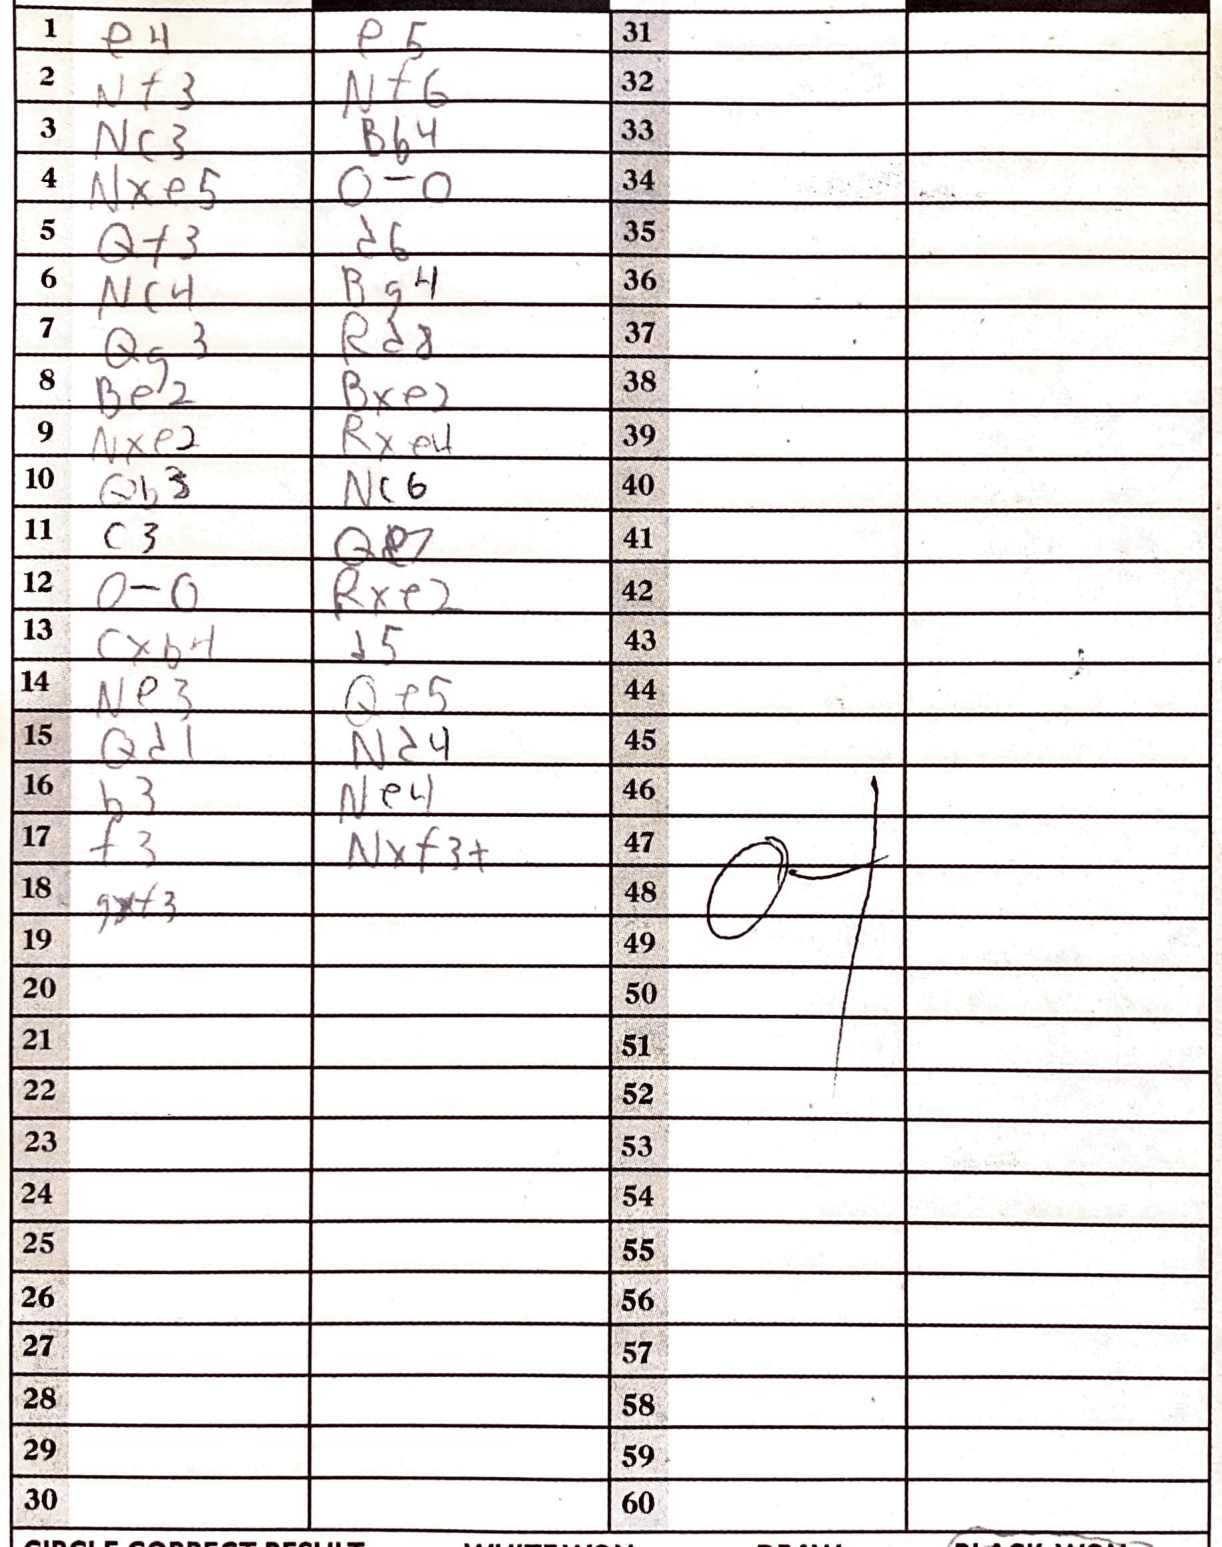 1 e4 e5 31
2 Nf3 Nf6 32
3 Nc3 Bb4 33
4 Nxe5 O-O 34
5 Qf3 d6 35
6 Nc4 Bg4 36
7 Qg3 Rd8 37
8 Be2 Bxe2 38
9 Nxe2 Rxe4 39
10 Qb3 Nc6 40
11 c3 Qe7 41
12 O-O Rxe2 42
13 cxb4 d5 43
14 Ne3 Qe5 44
15 Qd1 Nd4 45
16 b3 Ne4 46
17 f3 Nxf3+ 47
18 gxf3 48
0-1
19 49
20 50
21 51
22 52
23 53
24 54
25 55
26 56
27 57
28 58
29 59
30 60
CIRCLE CORRECT RESULT WHITE WON DRAW BLACK WON